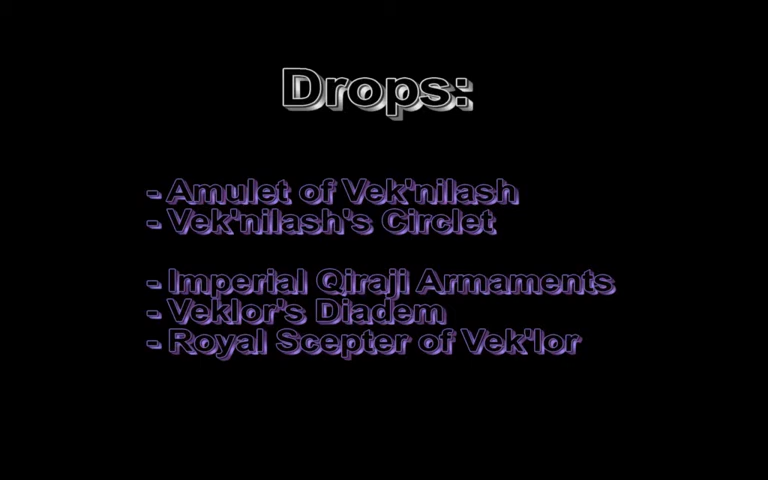 Drops:
- Amulet of Vek'nilash
- Vek'nilash's Circlet
- Imperial Qiraji Armaments
- Veklor's Diadem
- Royal Scepter of Vek'lor